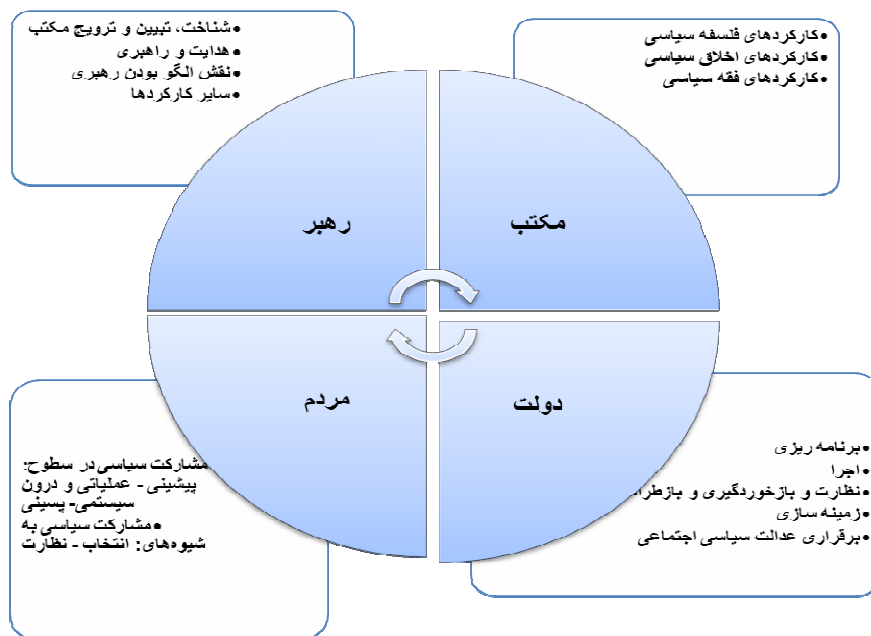 کارکردهای فلسفه سیاسی•
کارکردهای اخلاق سیاسی•
کارکردهای فقه سیاسی•
شناخت، تبیین و ترویج مکتب•
هدایت و راهبری•
نقش الگو بودن رهبری•
سایر کارکردها•
مکتب
رهبر
دولت
مردم
برنامه ریزی•
اجرا•
نظارت و بازخوردگیری و
زمینه سازی•
برقراری عدالت سیاسی اجتماعی•
مشارکت سیاسی در سطوح:
پیشینی - عملیاتی و درون
سیستمی- پسینی
مشارکت سیاسی به•
شیوه‌های: انتخاب - نظارت